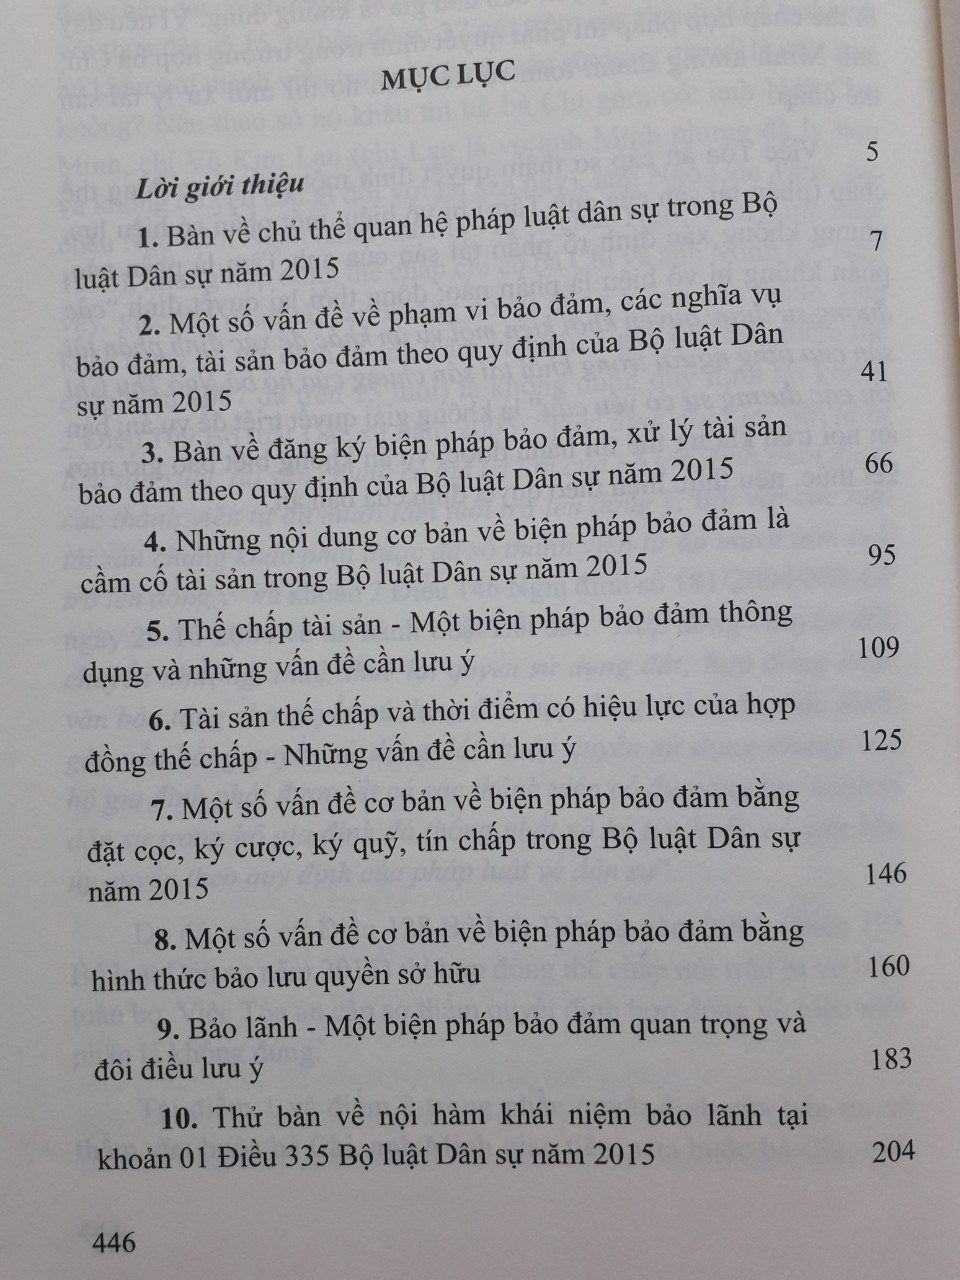 MỤC LỤC
Lời giới thiệu 5
1. Bàn về chủ thể quan hệ pháp luật dân sự trong Bộ
luật Dân sự năm 2015 7
2. Một số vấn đề về phạm vi bảo đảm, các nghĩa vụ
bảo đảm, tài sản bảo đảm theo quy định của Bộ luật Dân
sự năm 2015 41
3. Bàn về đăng ký biện pháp bảo đảm, xử lý tài sản
bảo đảm theo quy định của Bộ luật Dân sự năm 2015 66
4. Những nội dung cơ bản về biện pháp bảo đảm là
cầm cố tài sản trong Bộ luật Dân sự năm 2015 95
5. Thế chấp tài sản - Một biện pháp bảo đảm thông
dụng và những vấn đề cần lưu ý 109
6. Tài sản thế chấp và thời điểm có hiệu lực của hợp
đồng thế chấp - Những vấn đề cần lưu ý 125
7. Một số vấn đề cơ bản về biện pháp bảo đảm bằng
đặt cọc, ký cược, ký quỹ, tín chấp trong Bộ luật Dân sự
năm 2015 146
8. Một số vấn đề cơ bản về biện pháp bảo đảm bằng
hình thức bảo lưu quyền sở hữu 160
9. Bảo lãnh - Một biện pháp bảo đảm quan trọng và
đôi điều lưu ý 183
10. Thử bàn về nội hàm khái niệm bảo lãnh tại
khoản 01 Điều 335 Bộ luật Dân sự năm 2015 204
446